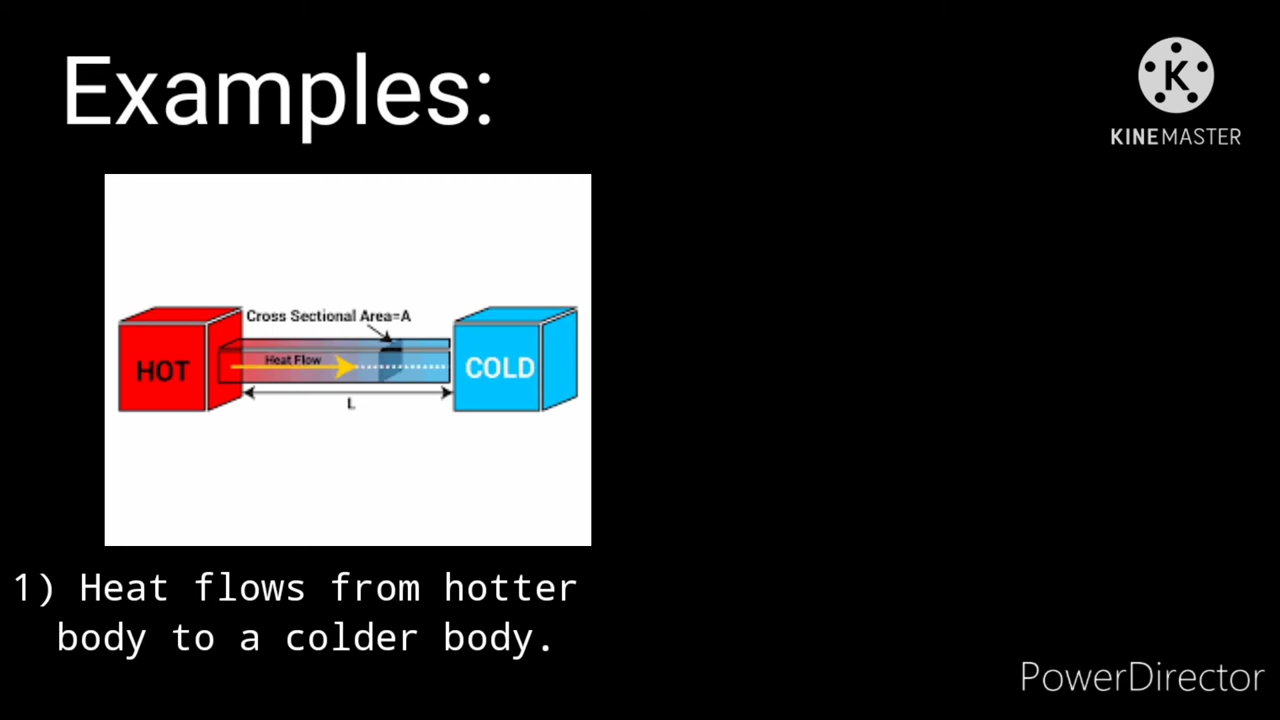 Examples:
K
KINEMASTER
Cross Sectional Area=A
HOT
Heat Flow
COLD
L
1) Heat flows from hotter
body to a colder body.
PowerDirector